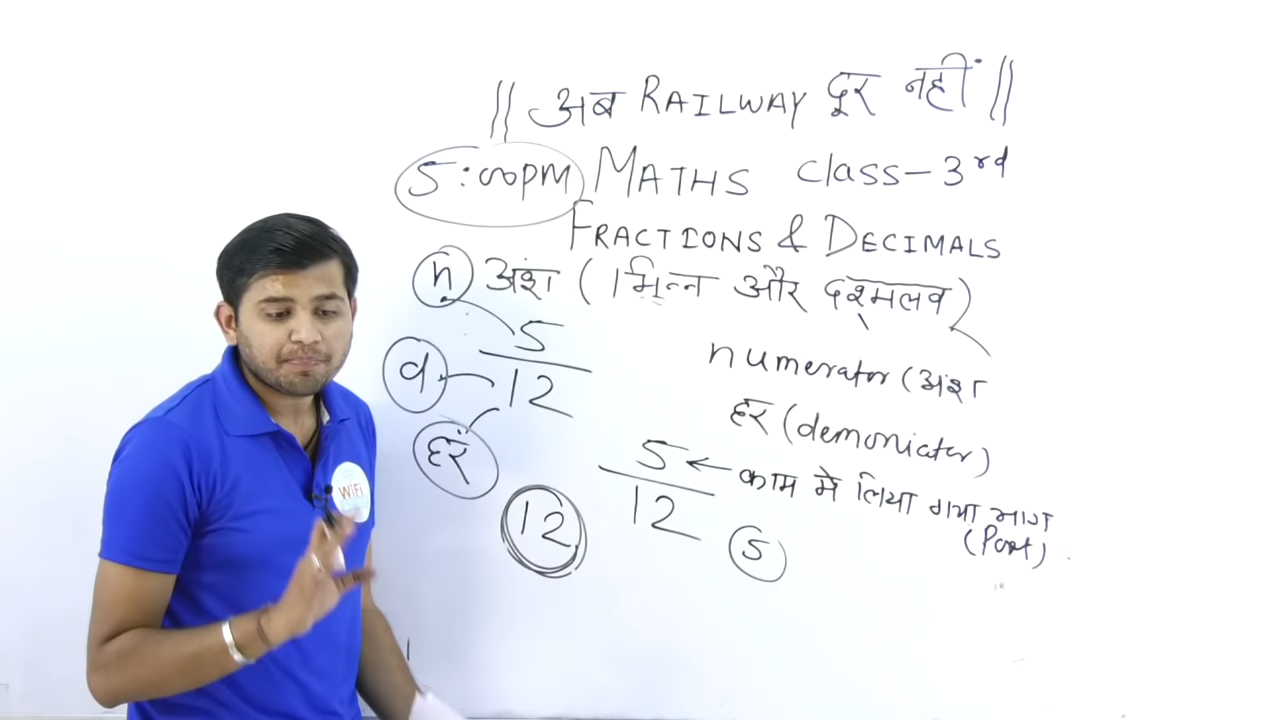 || अब RAILWAY दूर नहीं ||
5:00PM MATHS class-3rd
FRACTIONS & DECIMALS
n अंश (भिन्न और दशमलव)
5
d 12
हर
numerator (अंश
हर (demoniater)
5 ← काम मे लिया गया भाग
(Part)
12
12
5
WiFi